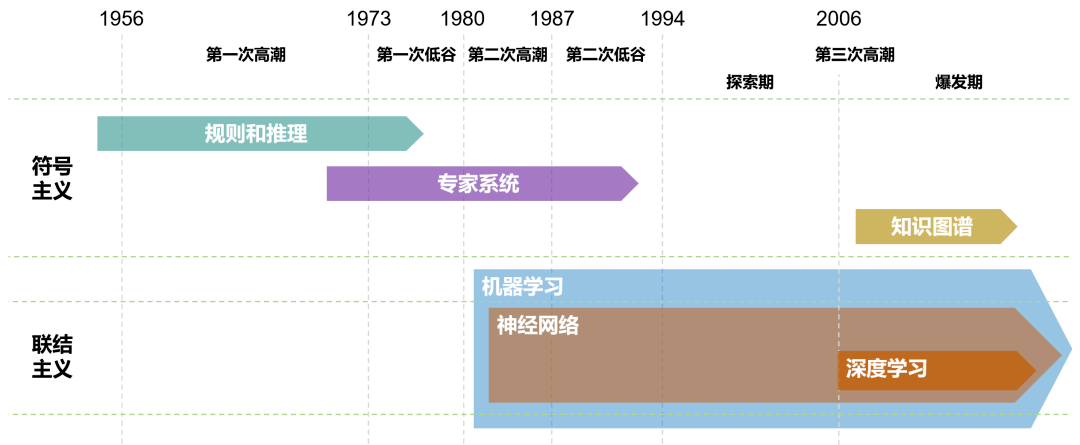 1956
1973
1980
1987
1994
2006
第一次高潮
第一次低谷
第二次高潮
第二次低谷
第三次高潮
探索期
爆发期
规则和推理
符号
主义
专家系统
知识图谱
机器学习
神经网络
联结
主义
深度学习